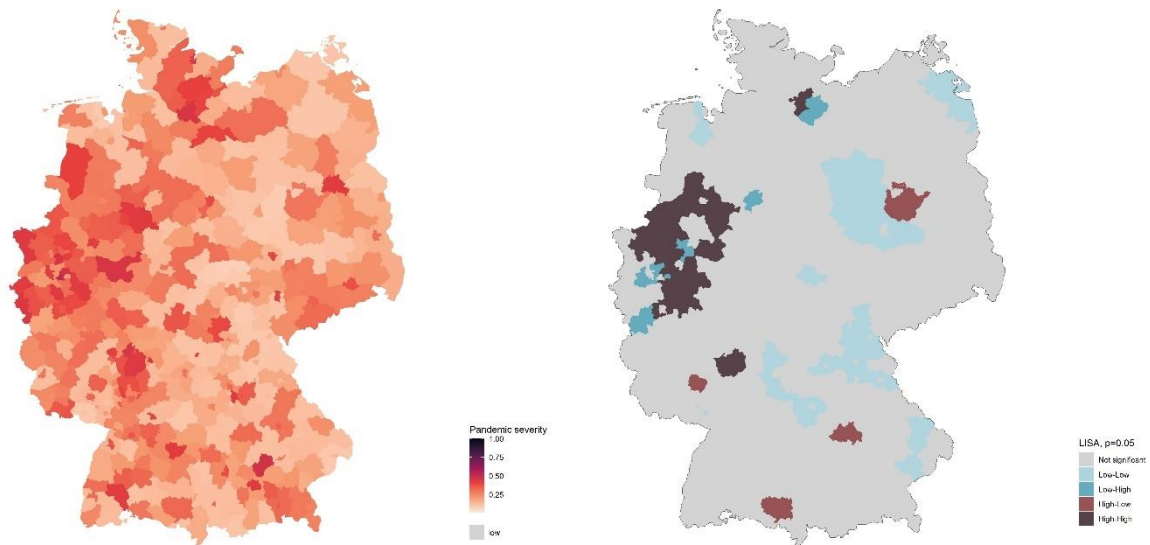 Pandemic severity
1.00
0.75
0.50
0.25
low
LISA, p=0.05
Not significant
Low-Low
Low-High
High-Low
High-High